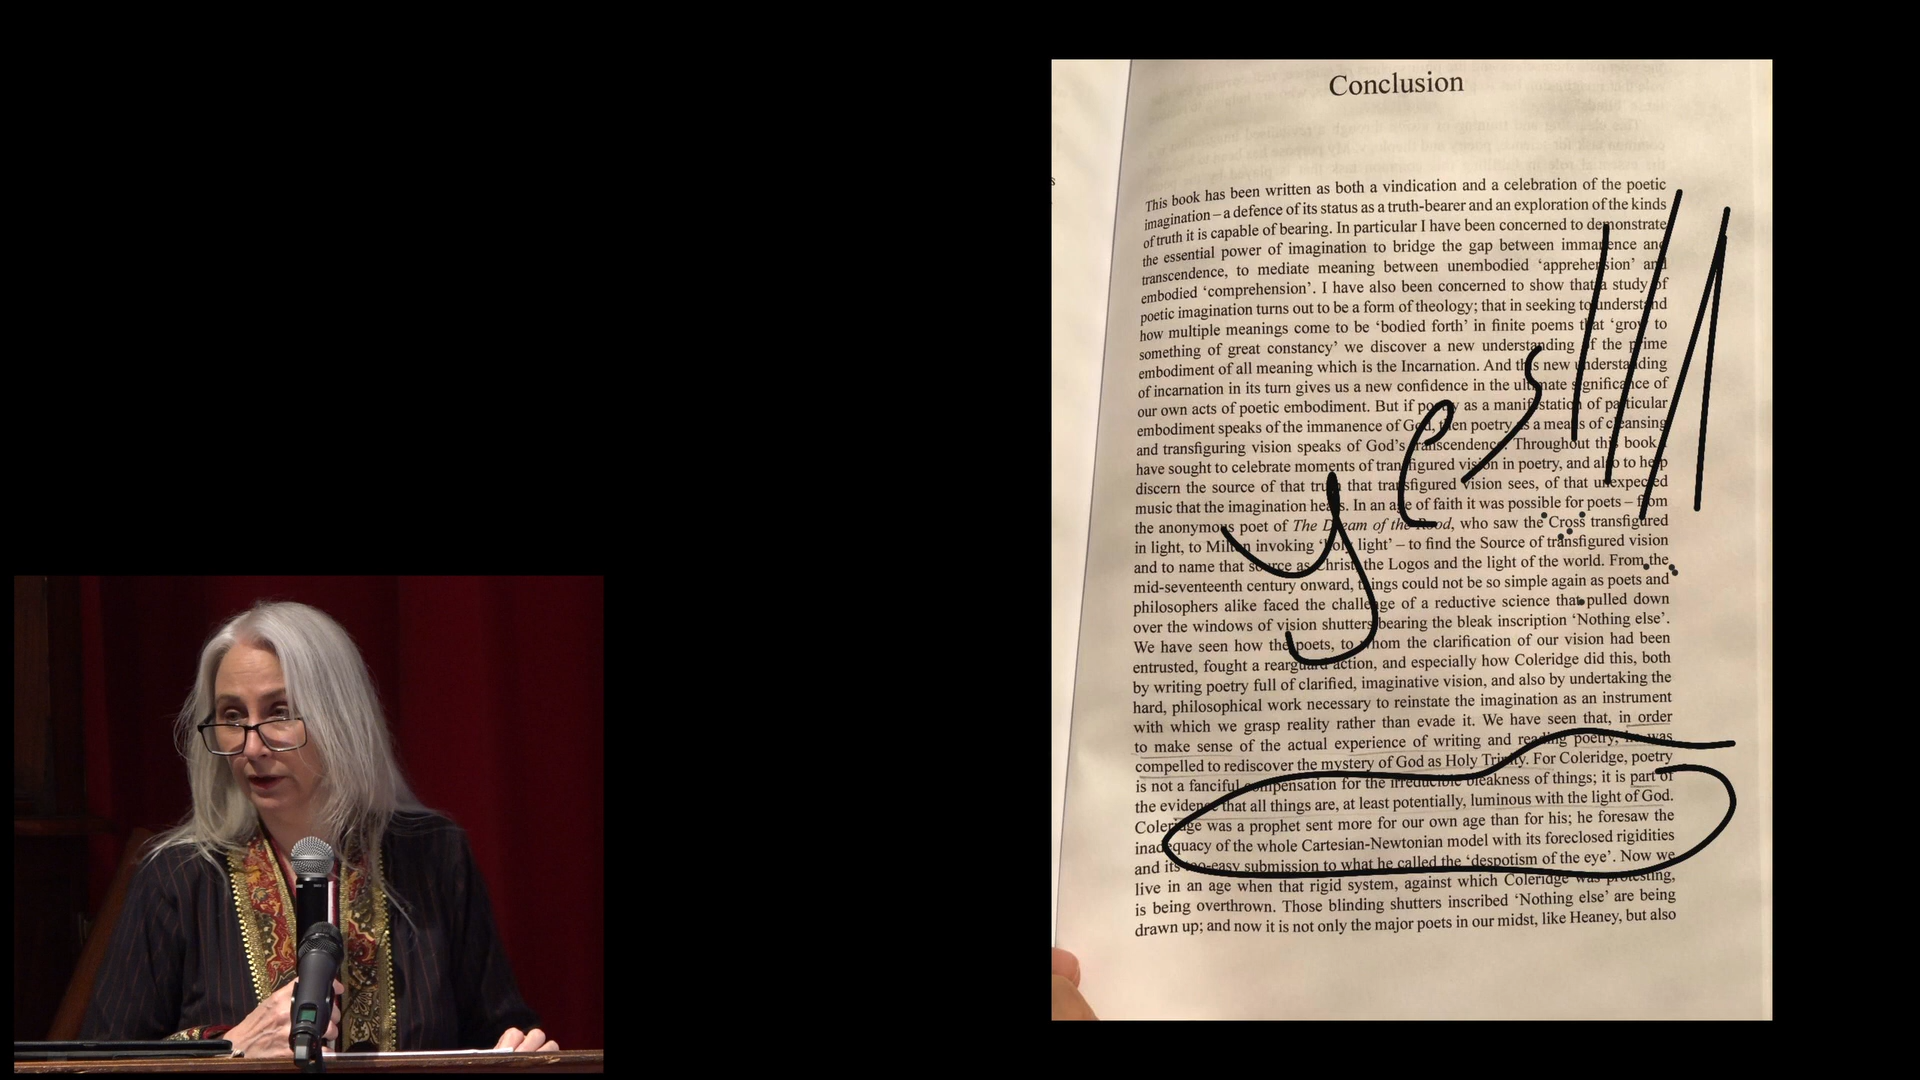 Conclusion
This book has been written as both a vindication and a celebration of the poetic
imagination – a defence of its status as a truth-bearer and an exploration of the kinds
of truth it is capable of bearing. In particular I have been concerned to demonstrate
the essential power of imagination to bridge the gap between immanence and
transcendence, to mediate meaning between unembodied ‘apprehension’ and
embodied ‘comprehension’. I have also been concerned to show that a study of
poetic imagination turns out to be a form of theology; that in seeking to understand
how multiple meanings come to be ‘bodied forth’ in finite poems that ‘grow to
something of great constancy’ we discover a new understanding of the prime
embodiment of all meaning which is the Incarnation. And this new understanding
of incarnation in its turn gives us a new confidence in the ultimate significance of
our own acts of poetic embodiment. But if poetry as a manifestation of particular
embodiment speaks of the immanence of God, then poetry as a means of cleansing
and transfiguring vision speaks of God’s transcendence. Throughout this book I
have sought to celebrate moments of transfigured vision in poetry, and also to help
discern the source of that truth that transfigured vision sees, of that unexpected
music that the imagination hears. In an age of faith it was possible for poets – from
the anonymous poet of The Dream of the Rood, who saw the Cross transfigured
in light, to Milton invoking ‘holy light’ – to find the Source of transfigured vision
and to name that source as Christ, the Logos and the light of the world. From the
mid-seventeenth century onward, things could not be so simple again as poets and
philosophers alike faced the challenge of a reductive science that pulled down
over the windows of vision shutters bearing the bleak inscription ‘Nothing else’.
We have seen how the poets, to whom the clarification of our vision had been
entrusted, fought a rearguard action, and especially how Coleridge did this, both
by writing poetry full of clarified, imaginative vision, and also by undertaking the
hard, philosophical work necessary to reinstate the imagination as an instrument
with which we grasp reality rather than evade it. We have seen that, in order
to make sense of the actual experience of writing and reading poetry, he was
compelled to rediscover the mystery of God as Holy Trinity. For Coleridge, poetry
is not a fanciful compensation for the irreducible bleakness of things; it is part of
the evidence that all things are, at least potentially, luminous with the light of God.
Coleridge was a prophet sent more for our own age than for his; he foresaw the
inadequacy of the whole Cartesian-Newtonian model with its foreclosed rigidities
and its too-easy submission to what he called the ‘despotism of the eye’. Now we
live in an age when that rigid system, against which Coleridge was protesting,
is being overthrown. Those blinding shutters inscribed ‘Nothing else’ are being
drawn up; and now it is not only the major poets in our midst, like Heaney, but also
yes!!!!